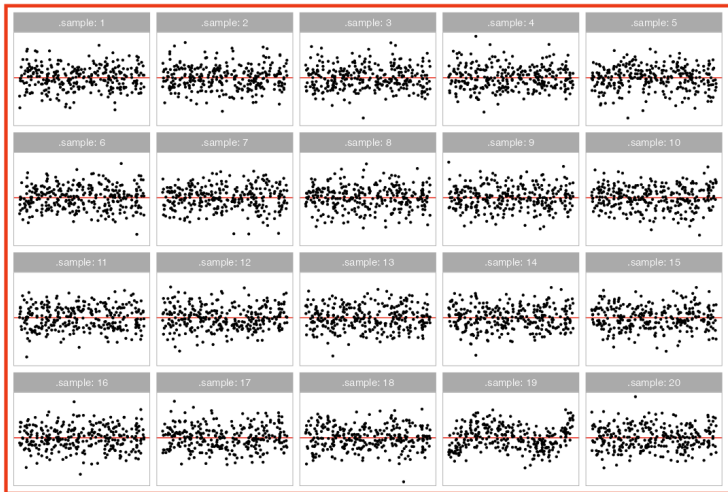 .sample: 1
.sample: 2
.sample: 3
.sample: 4
.sample: 5
.sample: 6
.sample: 7
.sample: 8
.sample: 9
.sample: 10
.sample: 11
.sample: 12
.sample: 13
.sample: 14
.sample: 15
.sample: 16
.sample: 17
.sample: 18
.sample: 19
.sample: 20